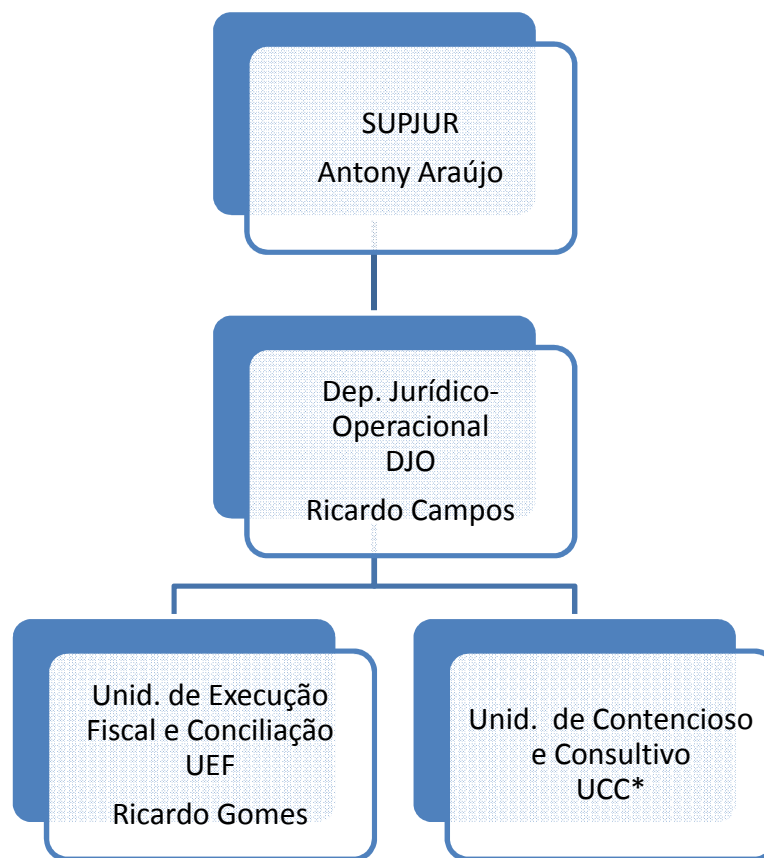 SUPJUR
Antony Araújo
Dep. Jurídico-
Operacional
DJO
Ricardo Campos
Unid. de Execução
Fiscal e Conciliação
UEF
Ricardo Gomes
Unid. de Contencioso
e Consultivo
UCC*